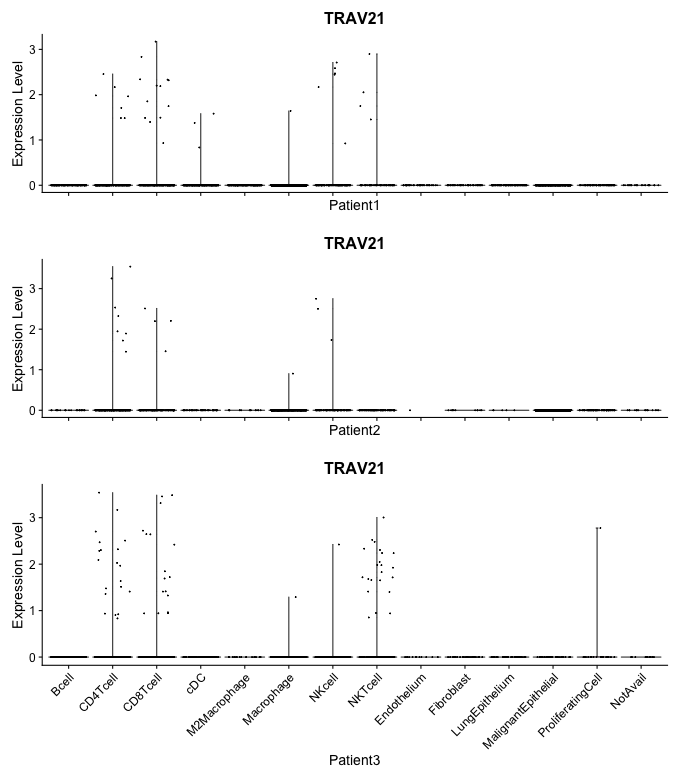 TRAV21
Expression Level
3
2
1
0
Patient1
TRAV21
Expression Level
3
2
1
0
Patient2
TRAV21
Expression Level
3
2
1
0
Bcell
CD4Tcell
CD8Tcell
cDC
M2Macrophage
Macrophage
NKcell
NKTcell
Endothelium
Fibroblast
LungEpithelium
MalignantEpithelial
ProliferatingCell
NotAvail
Patient3